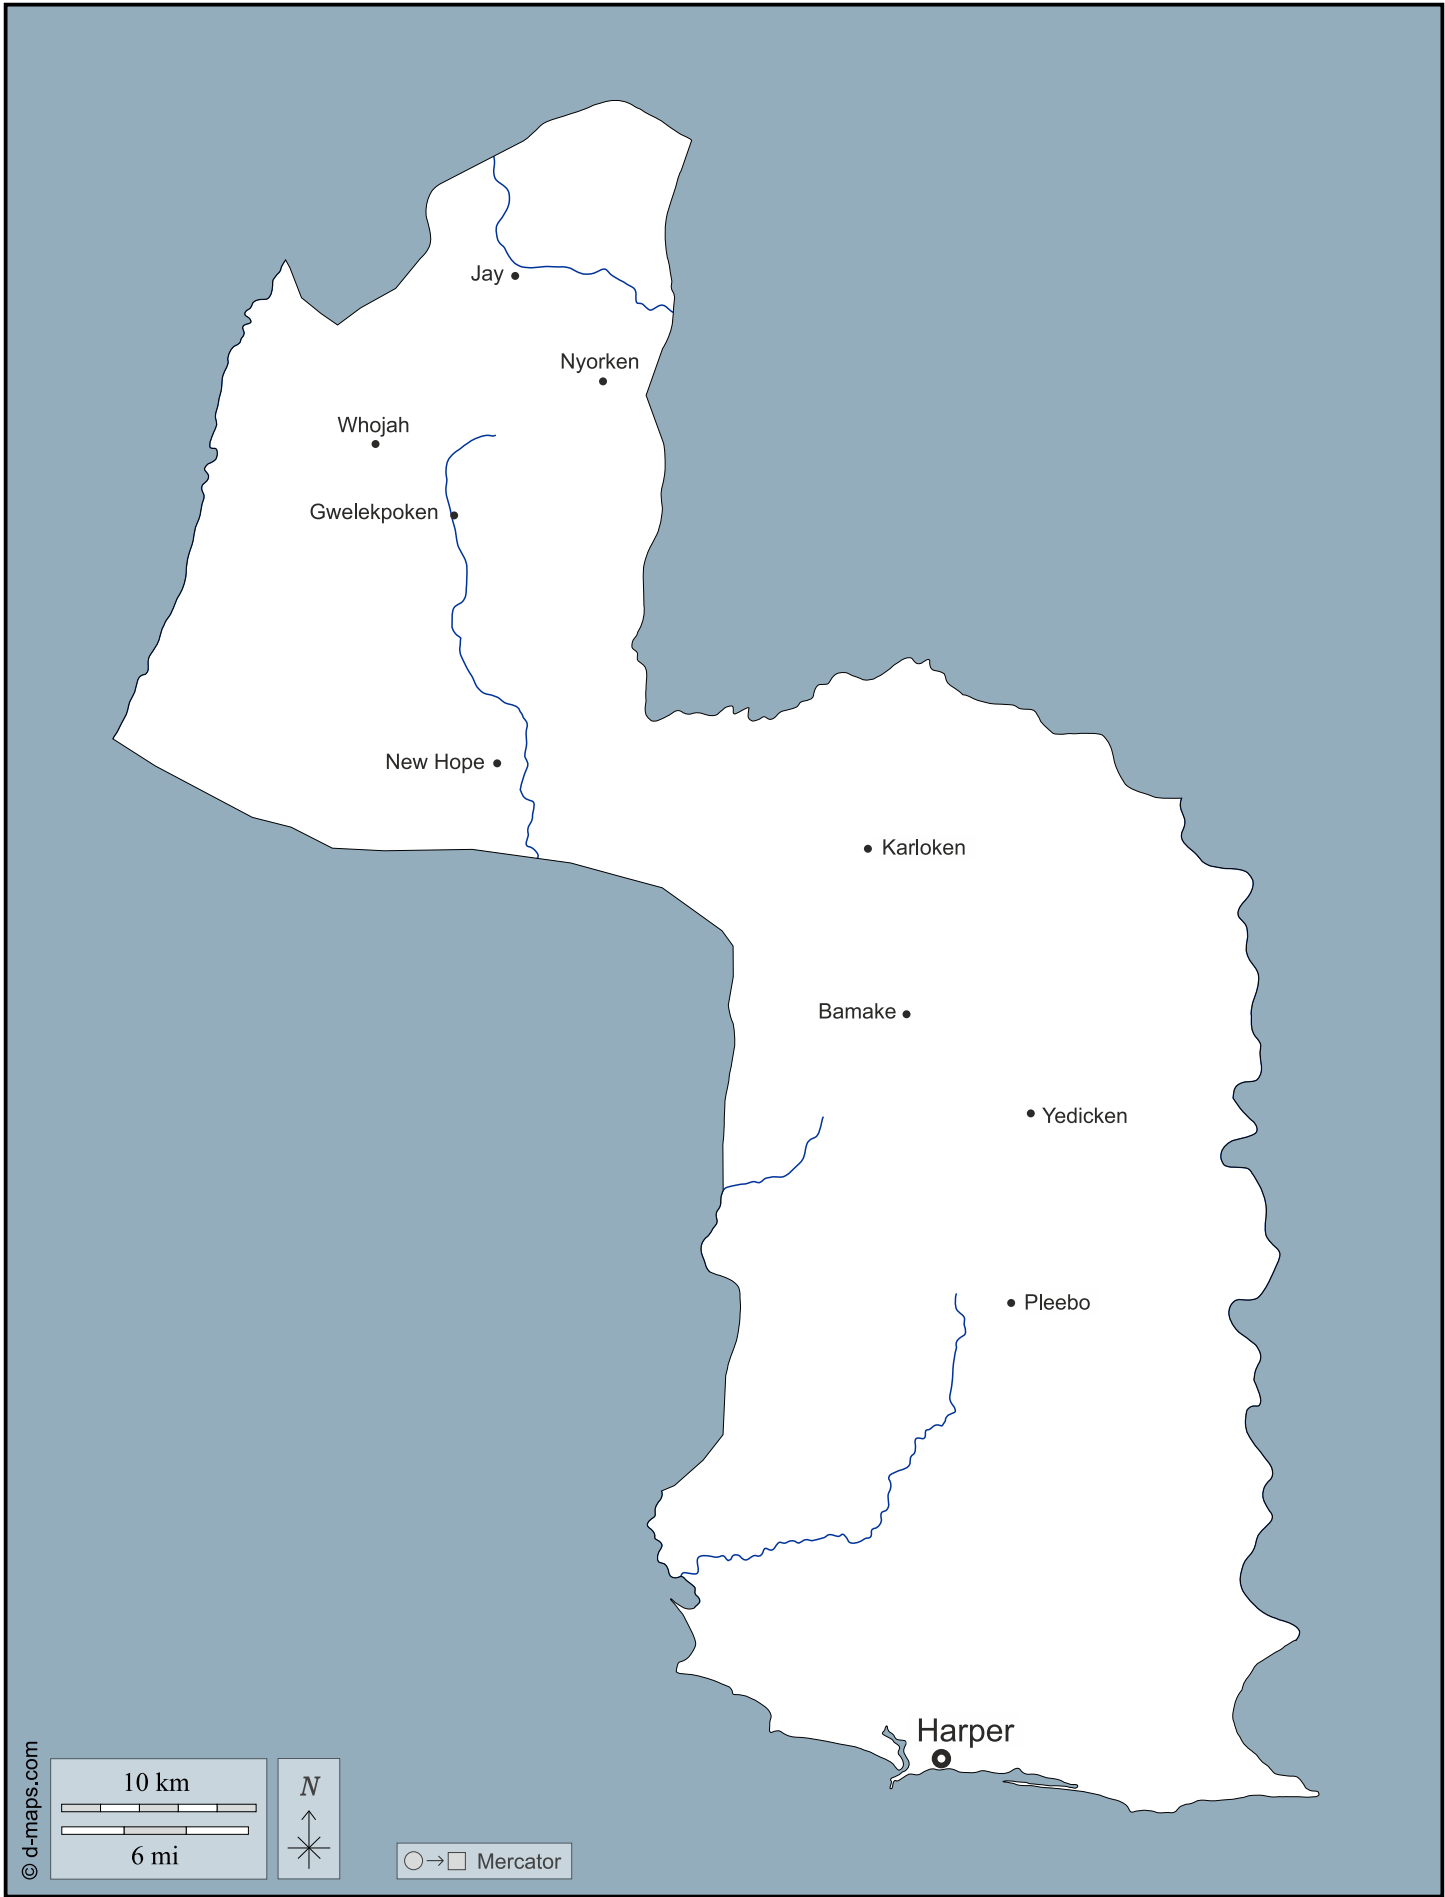 Jay
Nyorken
Whojah
Gwelekpoken
New Hope
Karloken
Bamake
Yedicken
Pleebo
Harper
© d-maps.com
10 km
6 mi
N
Mercator